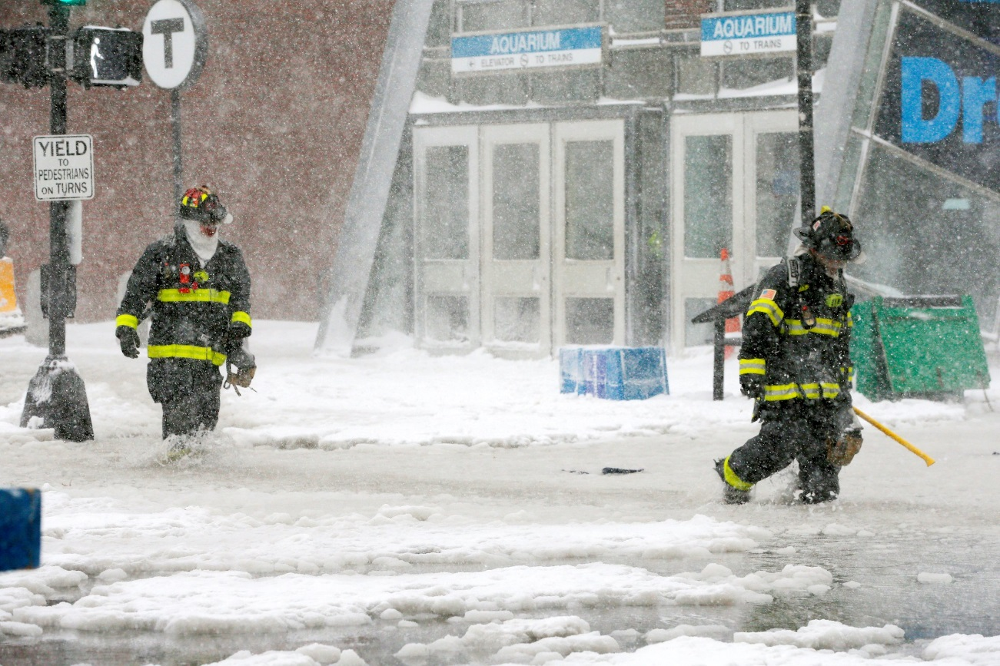 T
AQUARIUM
ELEVATOR TO TRAINS
AQUARIUM
TO TRAINS
YIELD
TO
PEDESTRIANS
ON TURNS
Dr